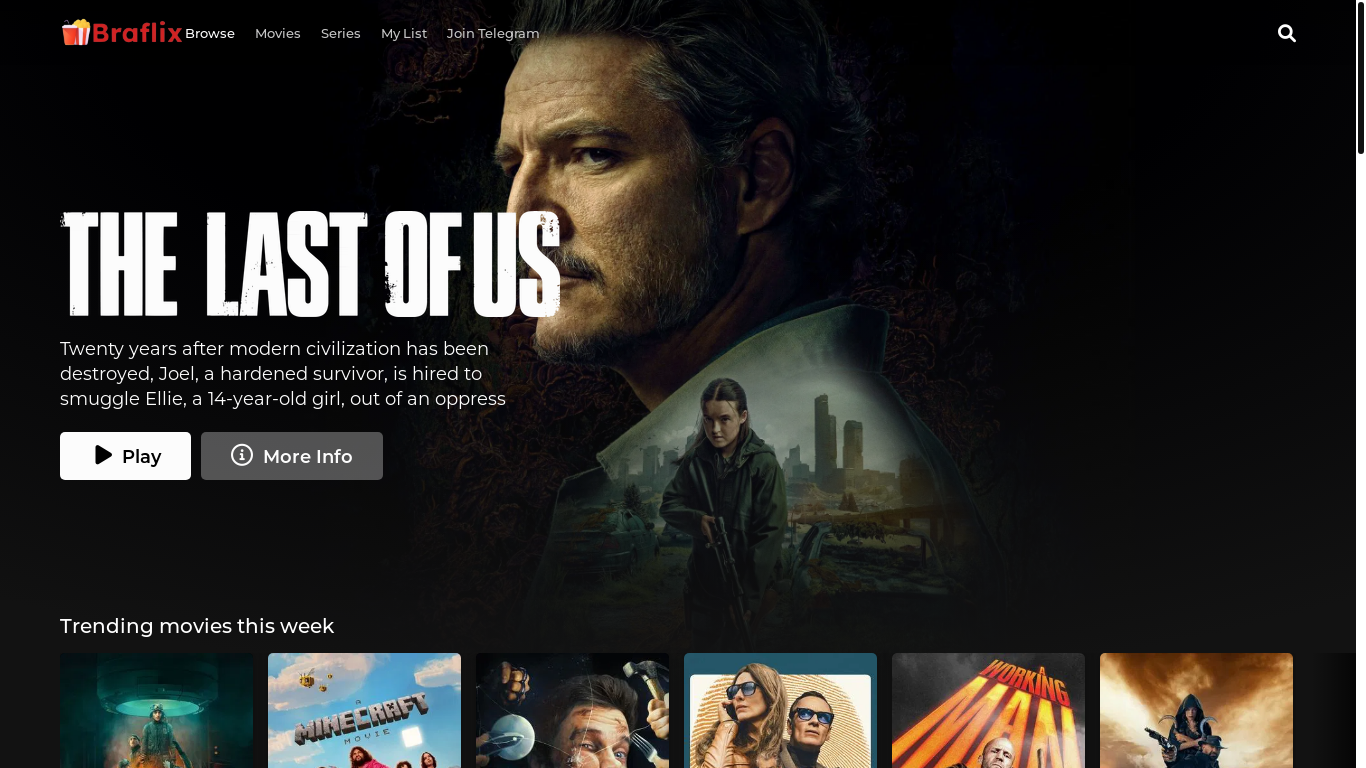 Braflix Browse Movies Series My List Join Telegram
THE LAST OF US
Twenty years after modern civilization has been
destroyed, Joel, a hardened survivor, is hired to
smuggle Ellie, a 14-year-old girl, out of an oppress
Play More Info
Trending movies this week
A
MINECRAFT
MOVIE
A
WORKING
MAN